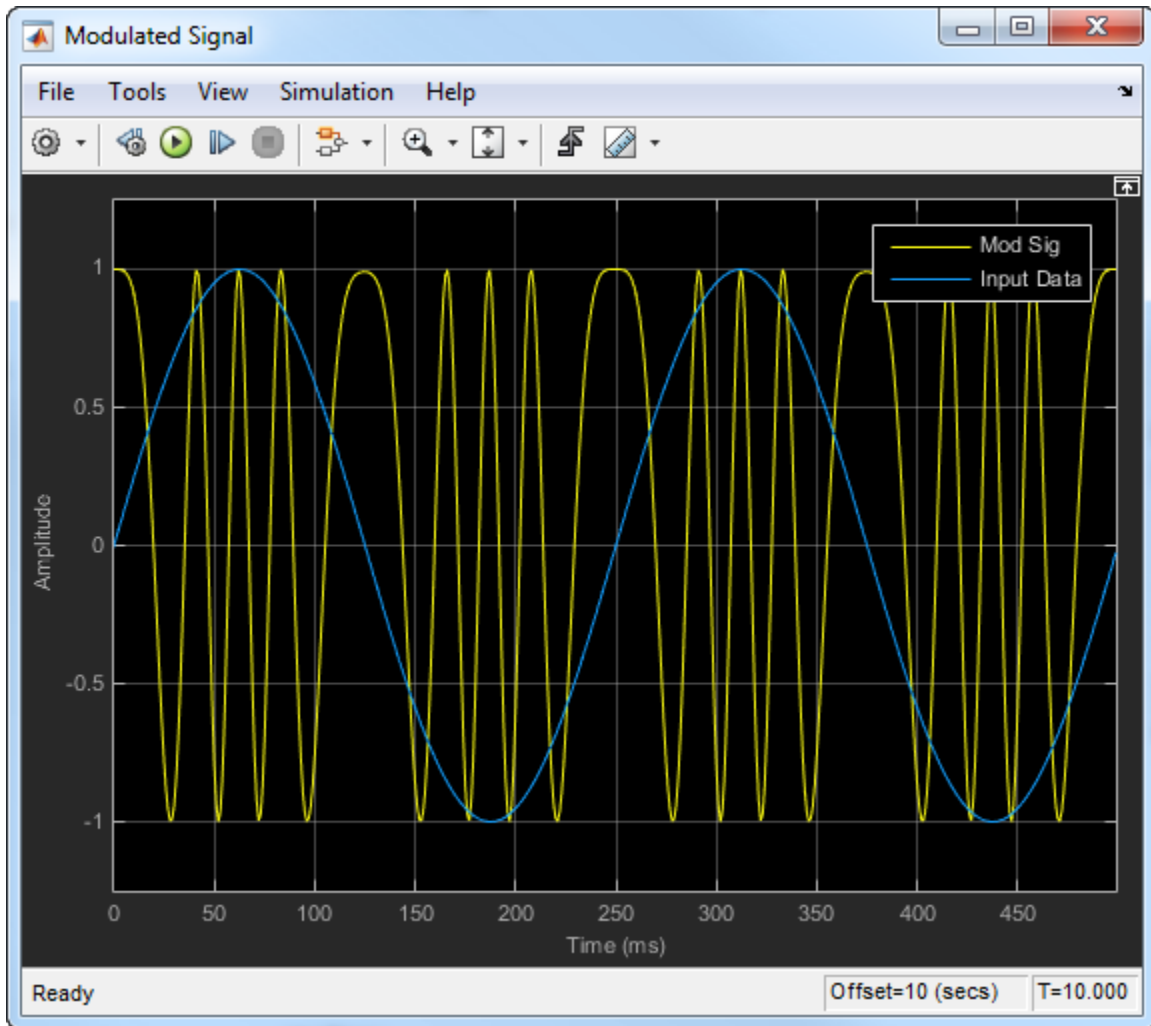 Modulated Signal
File Tools View Simulation Help
Mod Sig
Input Data
1
0.5
0
-0.5
-1
Amplitude
0 50 100 150 200 250 300 350 400 450
Time (ms)
Ready Offset=10 (secs) T=10.000